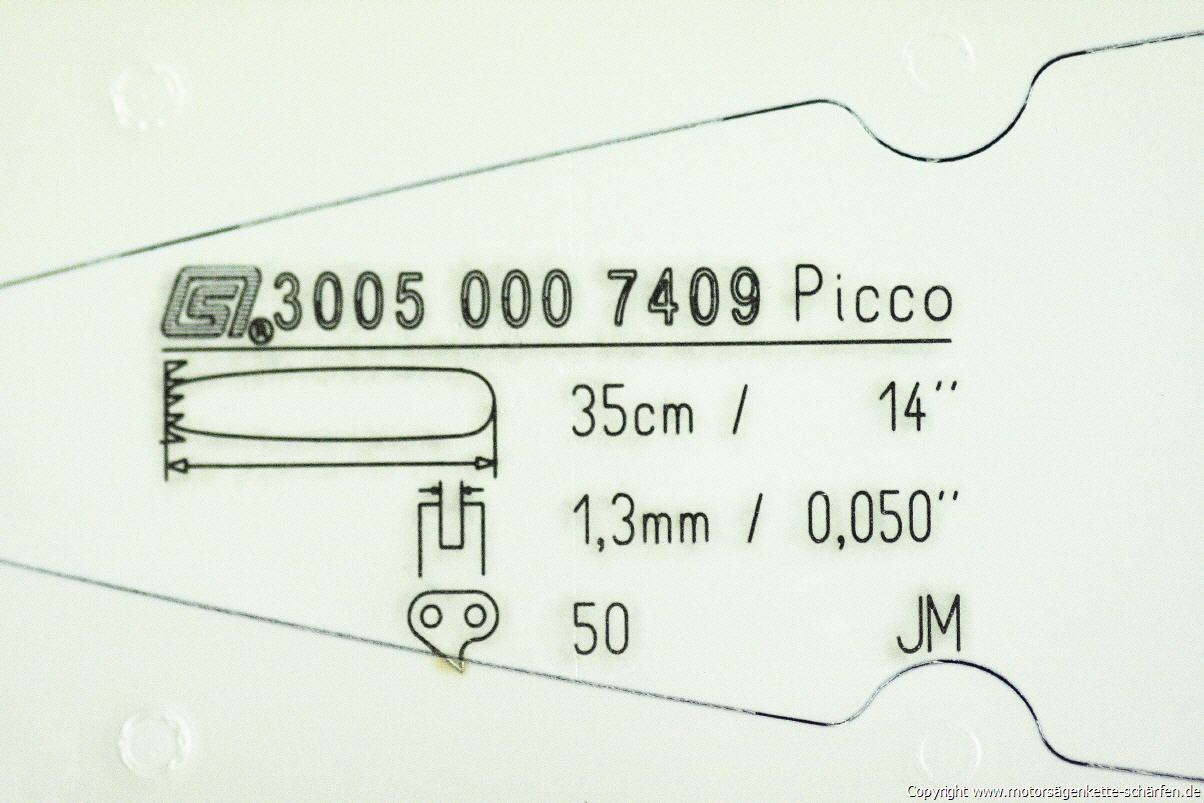 ® 3005 000 7409 Picco
35cm / 14"
1,3mm / 0,050"
50 JM
Copyright www.motorsägenkette-schärfen.de